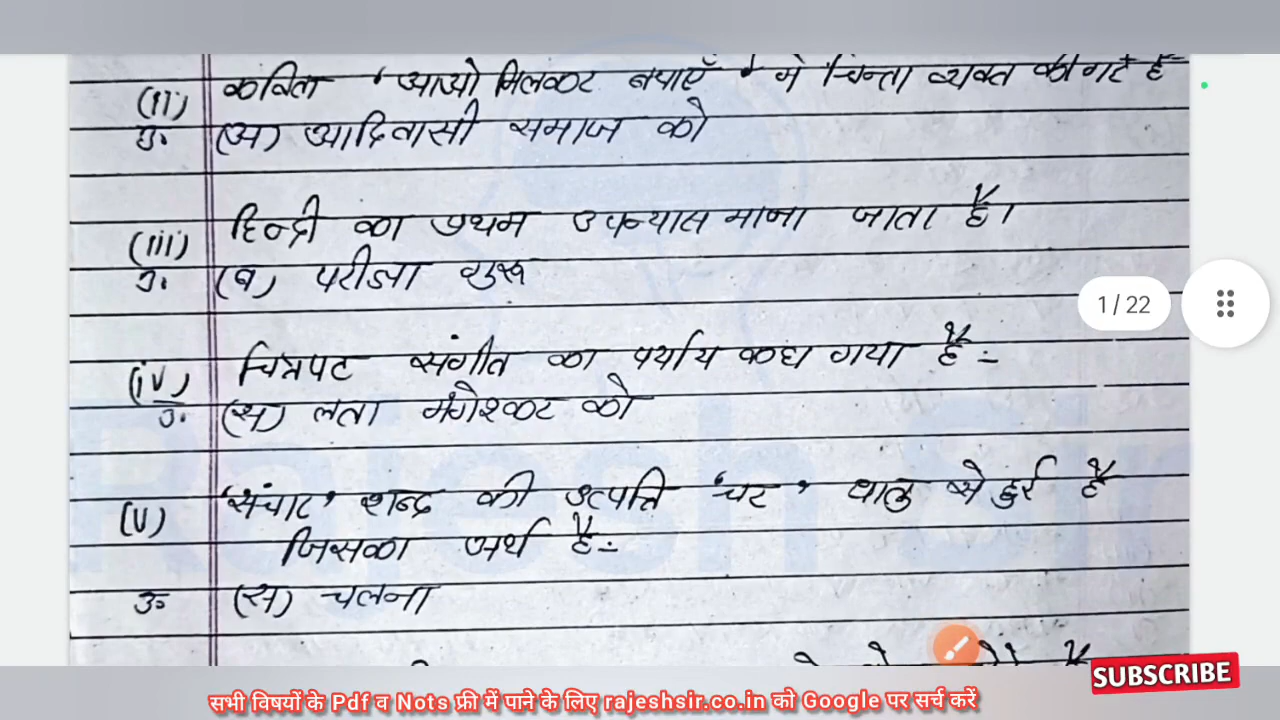 (ii) कविता 'आओ मिलकर बचाएँ' में चिन्ता व्यक्त की गई है
उ. (अ) आदिवासी समाज को
(iii) हिन्दी का प्रथम उपन्यास माना जाता है।
उ. (ब) परीक्षा गुरू
(iv) चित्रपट संगीत का पर्याय कहा गया है -
उ. (स) लता मंगेशकर को
(v) 'संचार' शब्द की उत्पत्ति 'चर' धातु से हुई है
जिसका अर्थ है -
उ. (स) चलना
1/22
SUBSCRIBE
सभी विषयों के Pdf व Nots फ्री में पाने के लिए rajeshsir.co.in को Google पर सर्च करें
Rajesh Sir